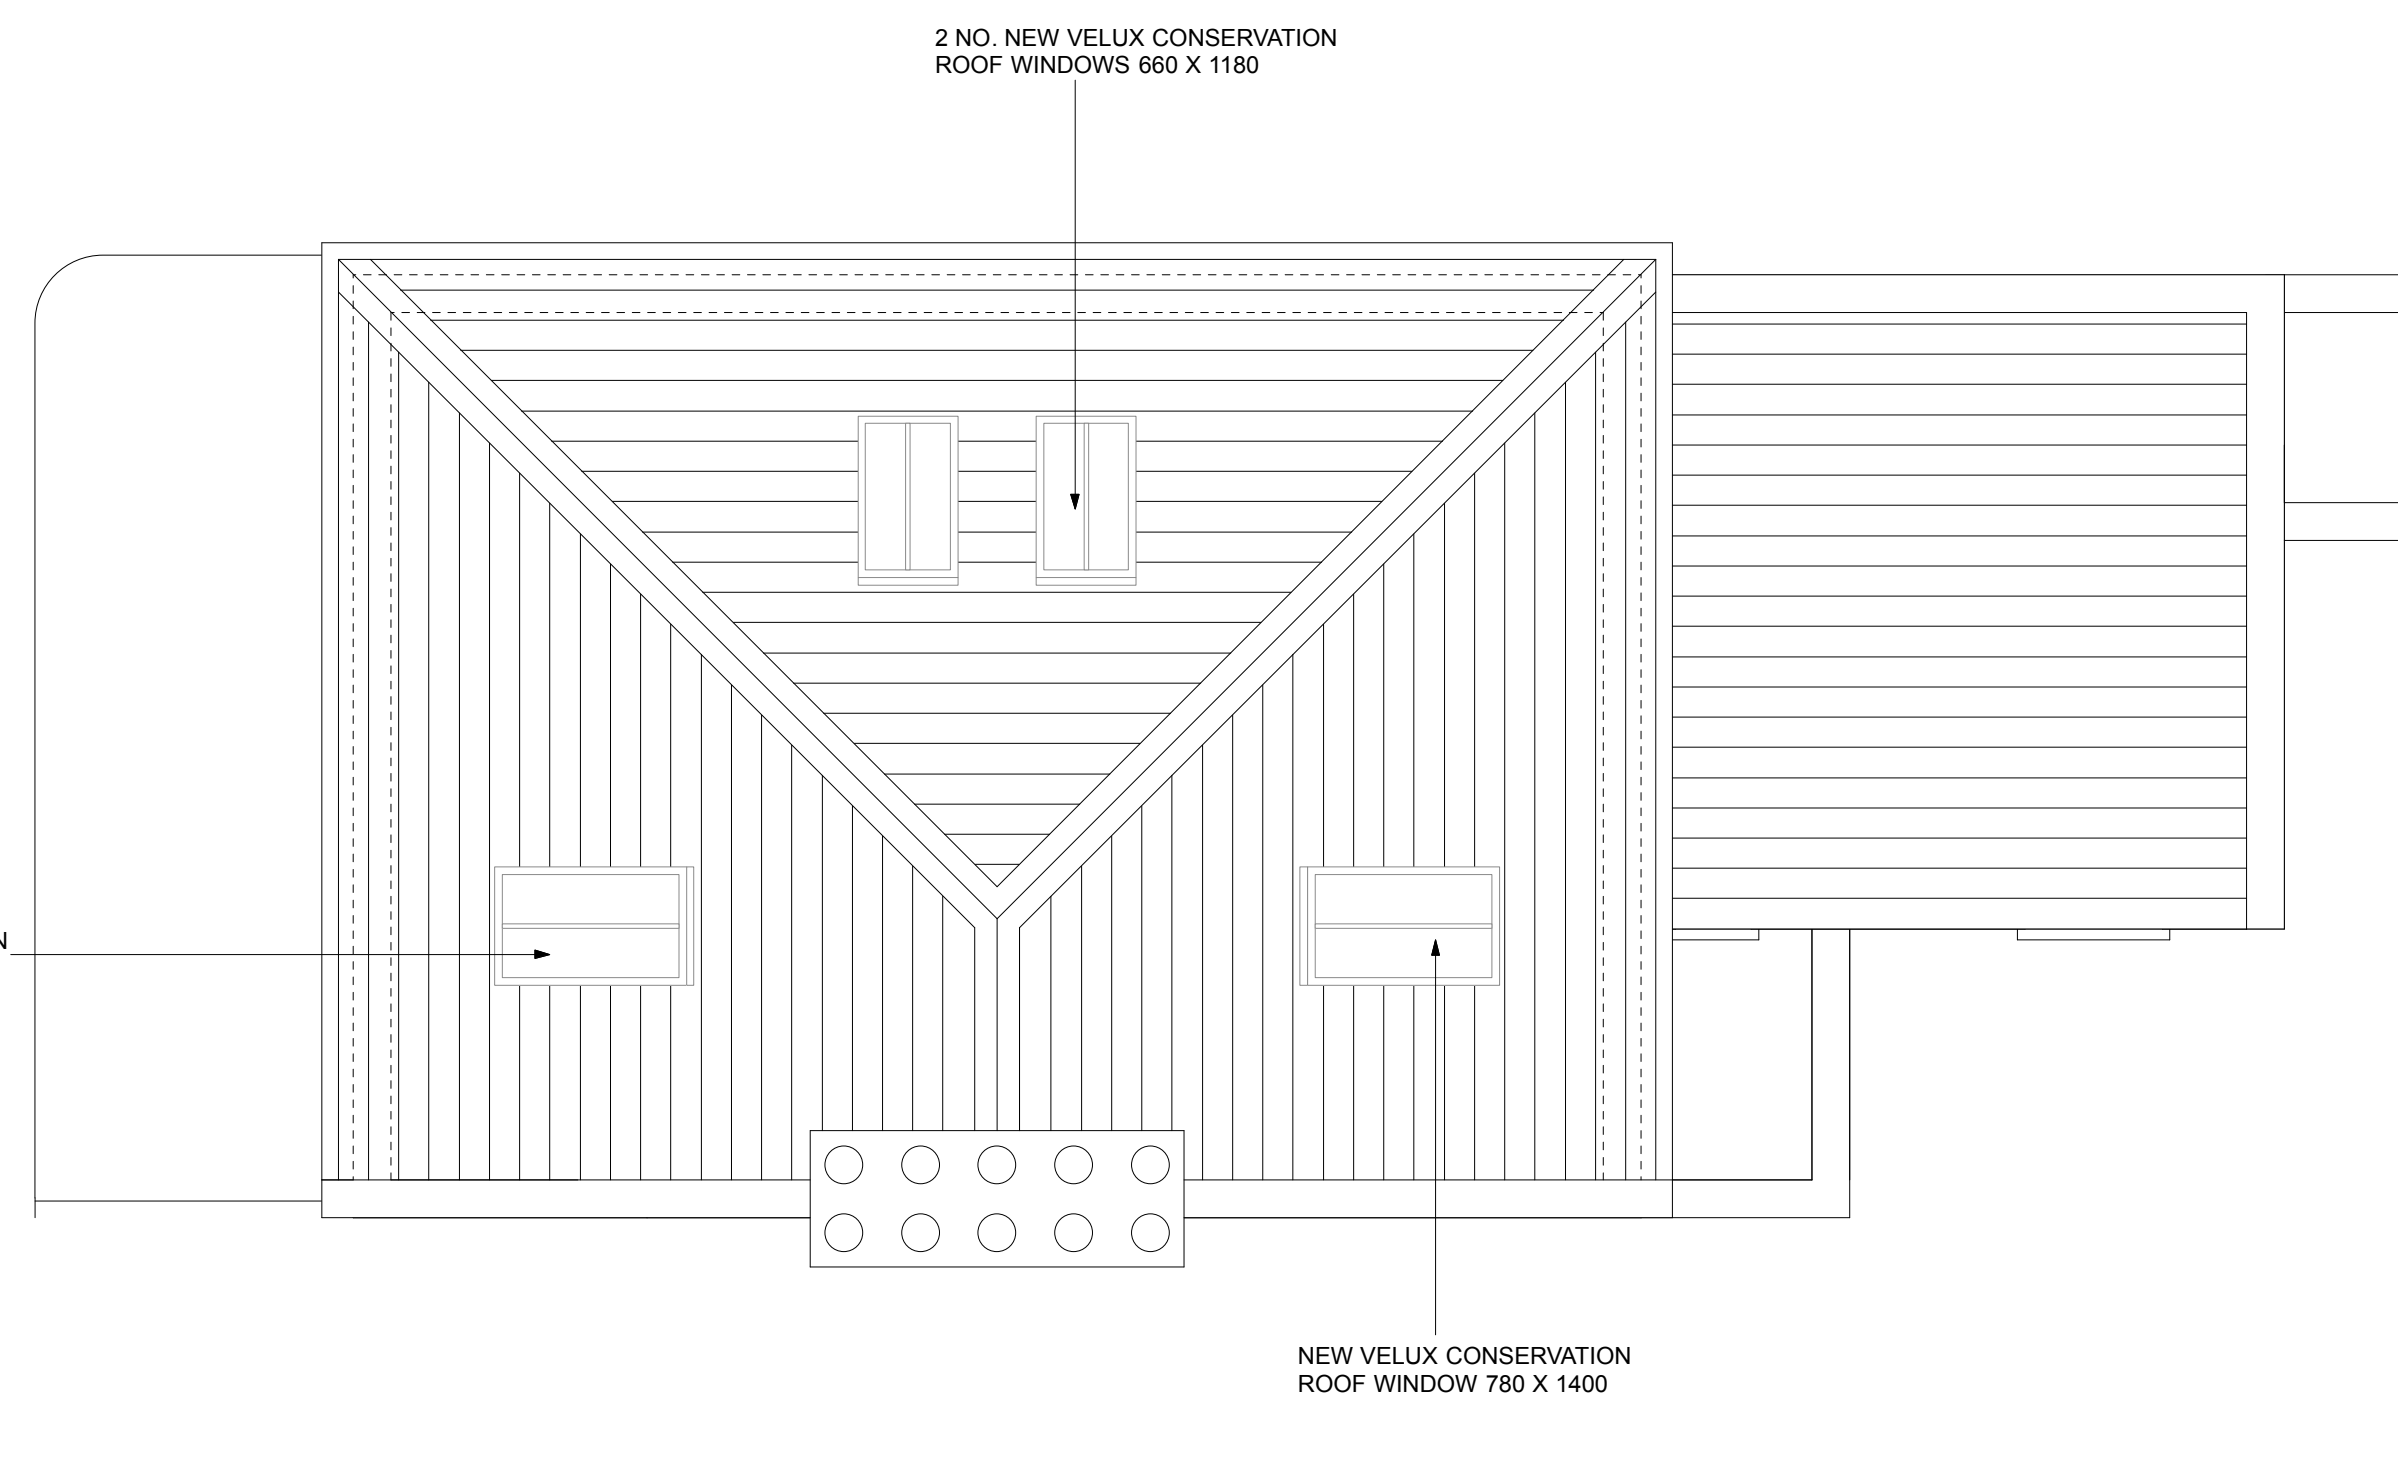 2 NO. NEW VELUX CONSERVATION
ROOF WINDOWS 660 X 1180
NEW VELUX CONSERVATION
ROOF WINDOW 780 X 1400